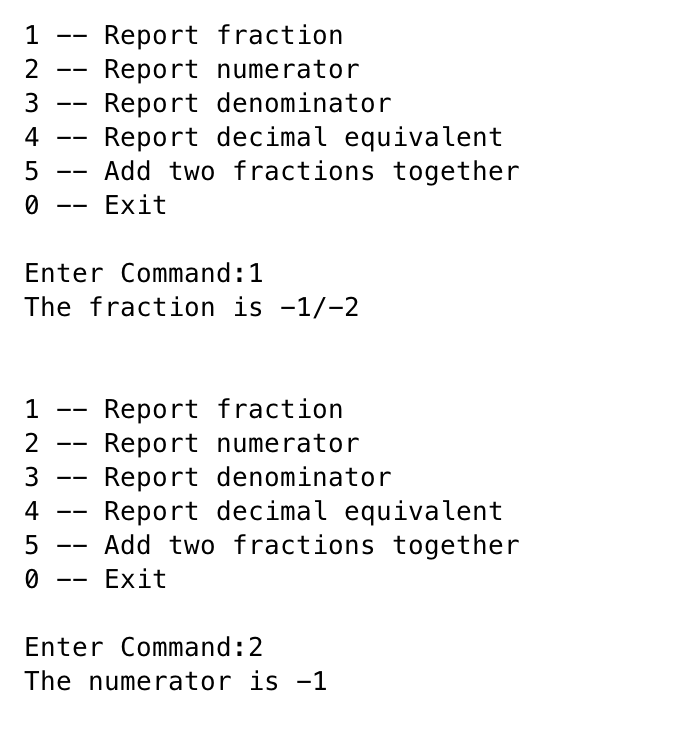 1 -- Report fraction
2 -- Report numerator
3 -- Report denominator
4 -- Report decimal equivalent
5 -- Add two fractions together
0 -- Exit
Enter Command:1
The fraction is -1/-2
1 -- Report fraction
2 -- Report numerator
3 -- Report denominator
4 -- Report decimal equivalent
5 -- Add two fractions together
0 -- Exit
Enter Command:2
The numerator is -1